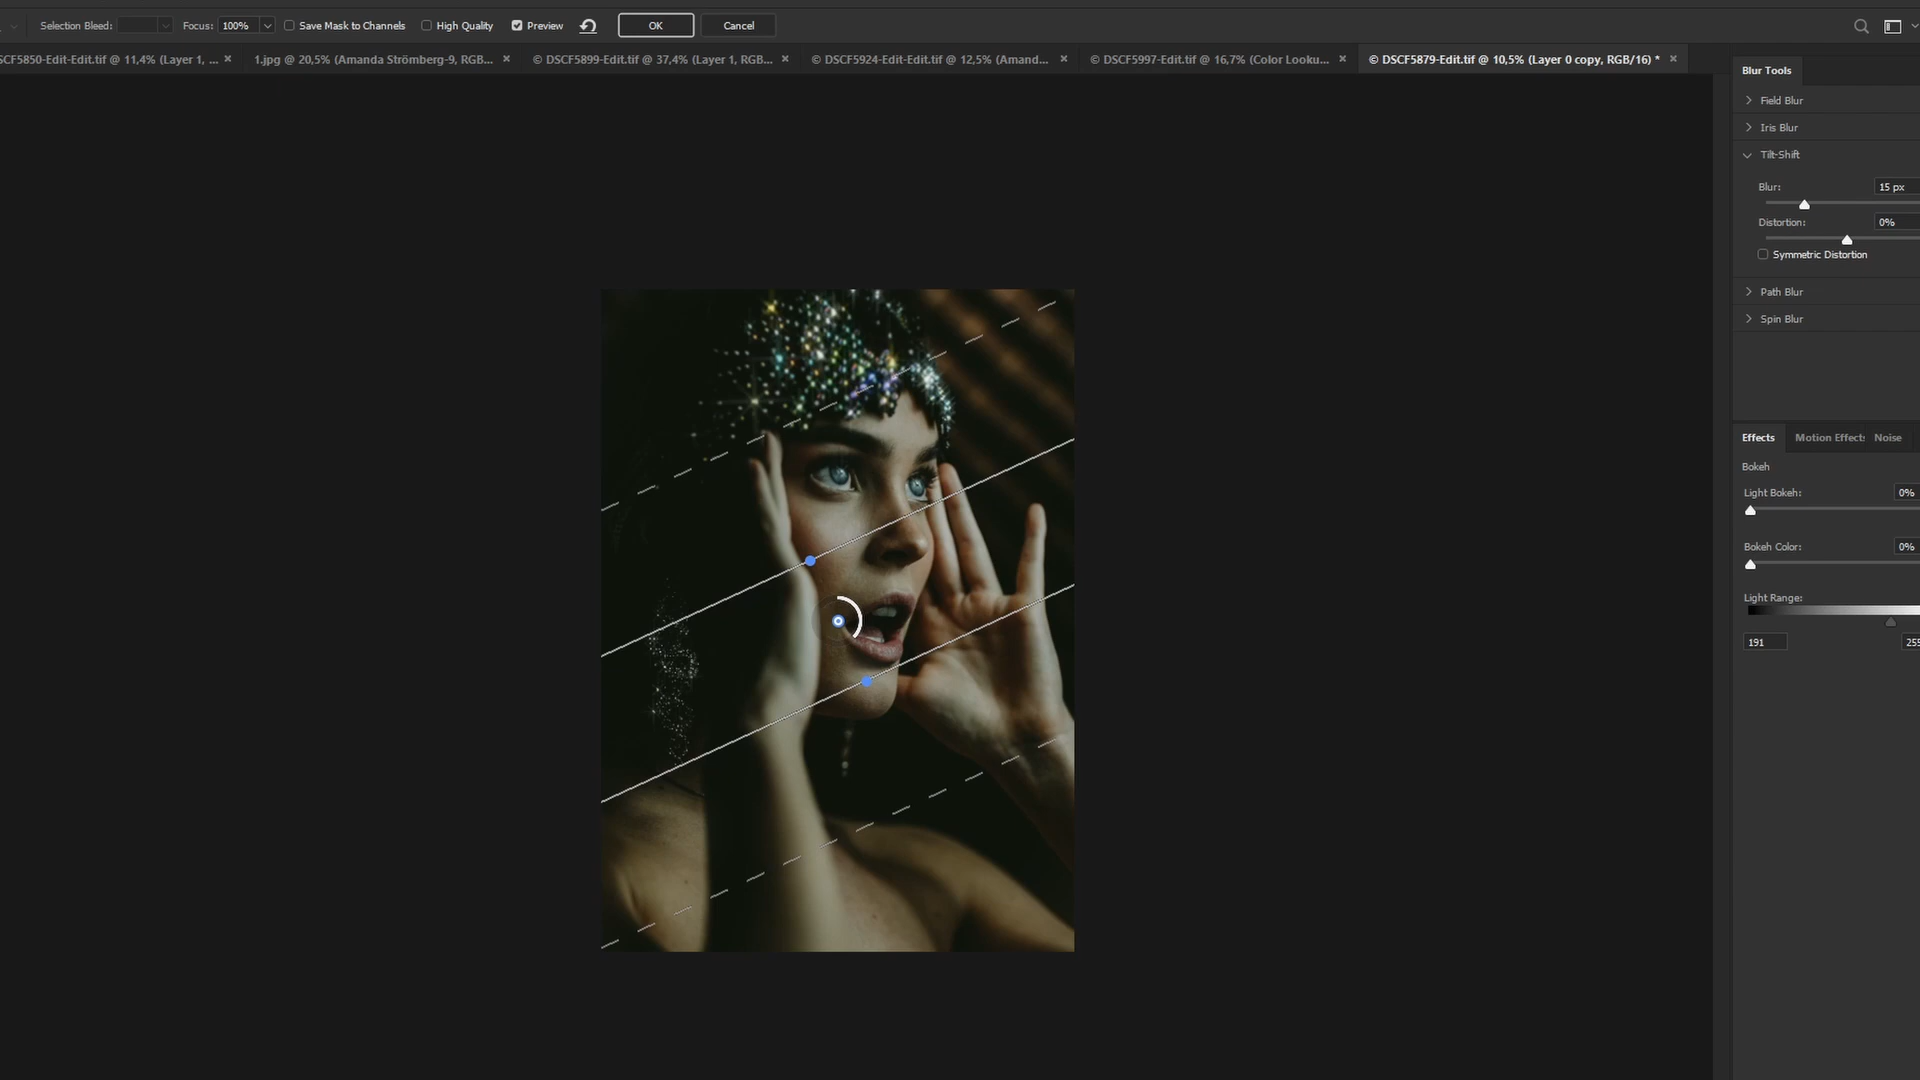 Selection Bleed: Focus: 100% Save Mask to Channels High Quality Preview OK Cancel
SCF5850-Edit-Edit.tif @ 11,4% (Layer 1, ... × 1.jpg @ 20,5% (Amanda Strömberg-9, RGB... × © DSCF5899-Edit.tif @ 37,4% (Layer 1, RGB... × © DSCF5924-Edit-Edit.tif @ 12,5% (Amand... × © DSCF5997-Edit.tif @ 16,7% (Color Looku... × © DSCF5879-Edit.tif @ 10,5% (Layer 0 copy, RGB/16) * ×
Blur Tools
Field Blur
Iris Blur
Tilt-Shift
Blur: 15 px
Distortion: 0%
Symmetric Distortion
Path Blur
Spin Blur
Effects Motion Effects Noise
Bokeh
Light Bokeh: 0%
Bokeh Color: 0%
Light Range:
191 255